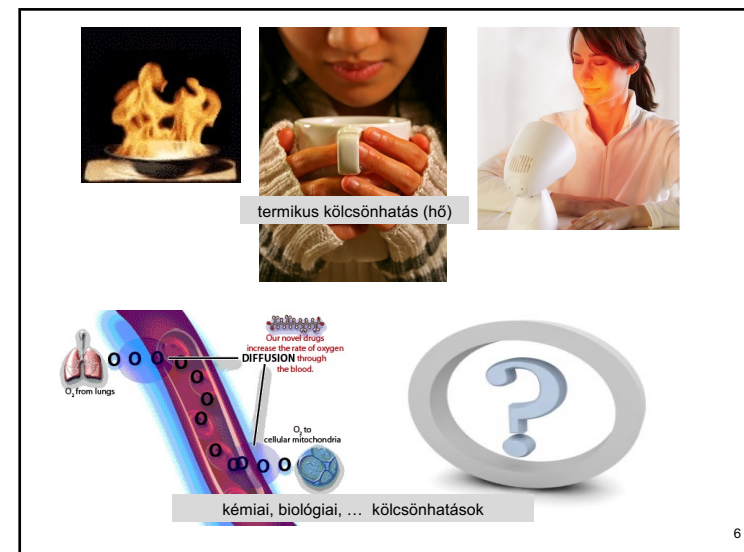 termikus kölcsönhatás (hő)
Our novel drugs
increase the rate of oxygen
DIFFUSION through
the blood.
O₂ from lungs
O₂ to
cellular mitochondria
kémiai, biológiai, … kölcsönhatások
6